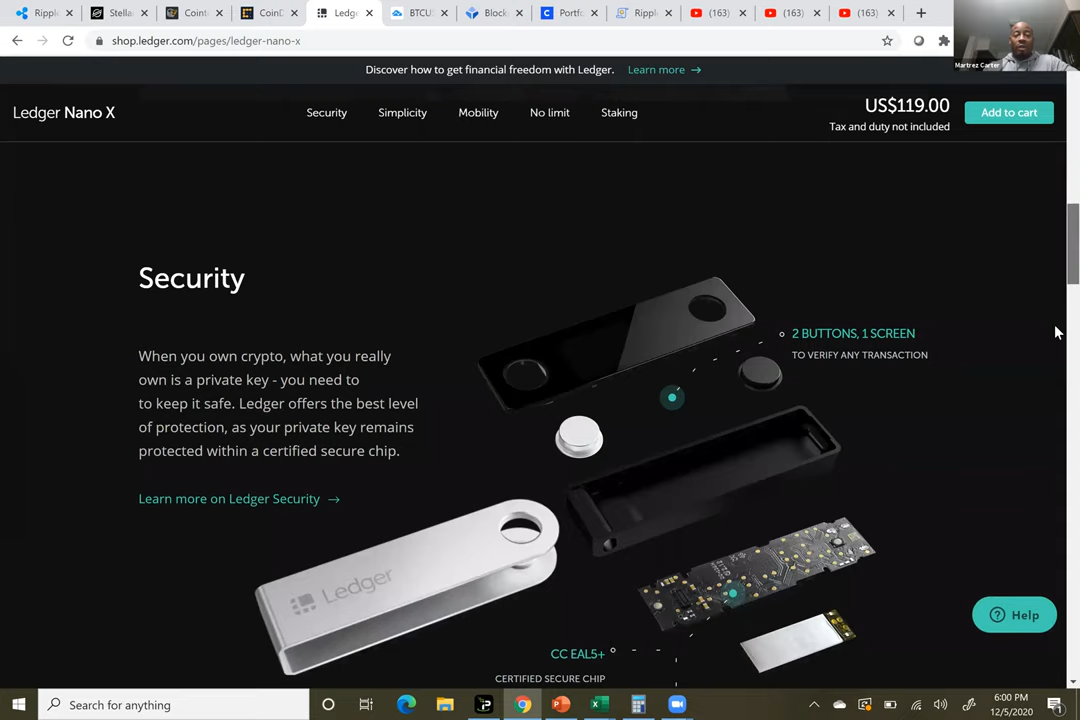 Rippl
Stella
Cointe
CoinD
Ledge
BTCU
Block
Portfo
Rippl
(163)
(163)
(163)
shop.ledger.com/pages/ledger-nano-x
Martrez Carter
Discover how to get financial freedom with Ledger. Learn more →
Ledger Nano X
Security
Simplicity
Mobility
No limit
Staking
US$119.00
Tax and duty not included
Add to cart
Security
When you own crypto, what you really
own is a private key - you need to
to keep it safe. Ledger offers the best level
of protection, as your private key remains
protected within a certified secure chip.
Learn more on Ledger Security →
2 BUTTONS, 1 SCREEN
TO VERIFY ANY TRANSACTION
Ledger
CC EAL5+
CERTIFIED SECURE CHIP
Help
Search for anything
6:00 PM
12/5/2020